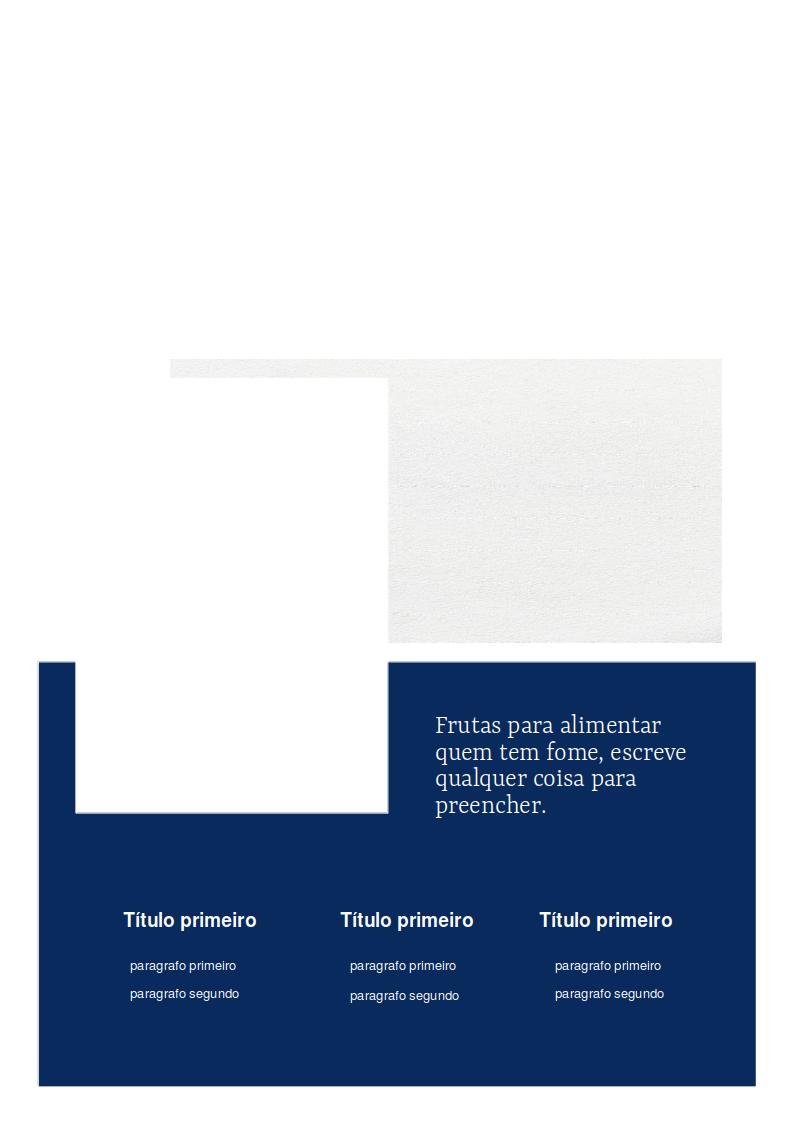 Frutas para alimentar
quem tem fome, escreve
qualquer coisa para
preencher.
Título primeiro
paragrafo primeiro
paragrafo segundo
Título primeiro
paragrafo primeiro
paragrafo segundo
Título primeiro
paragrafo primeiro
paragrafo segundo